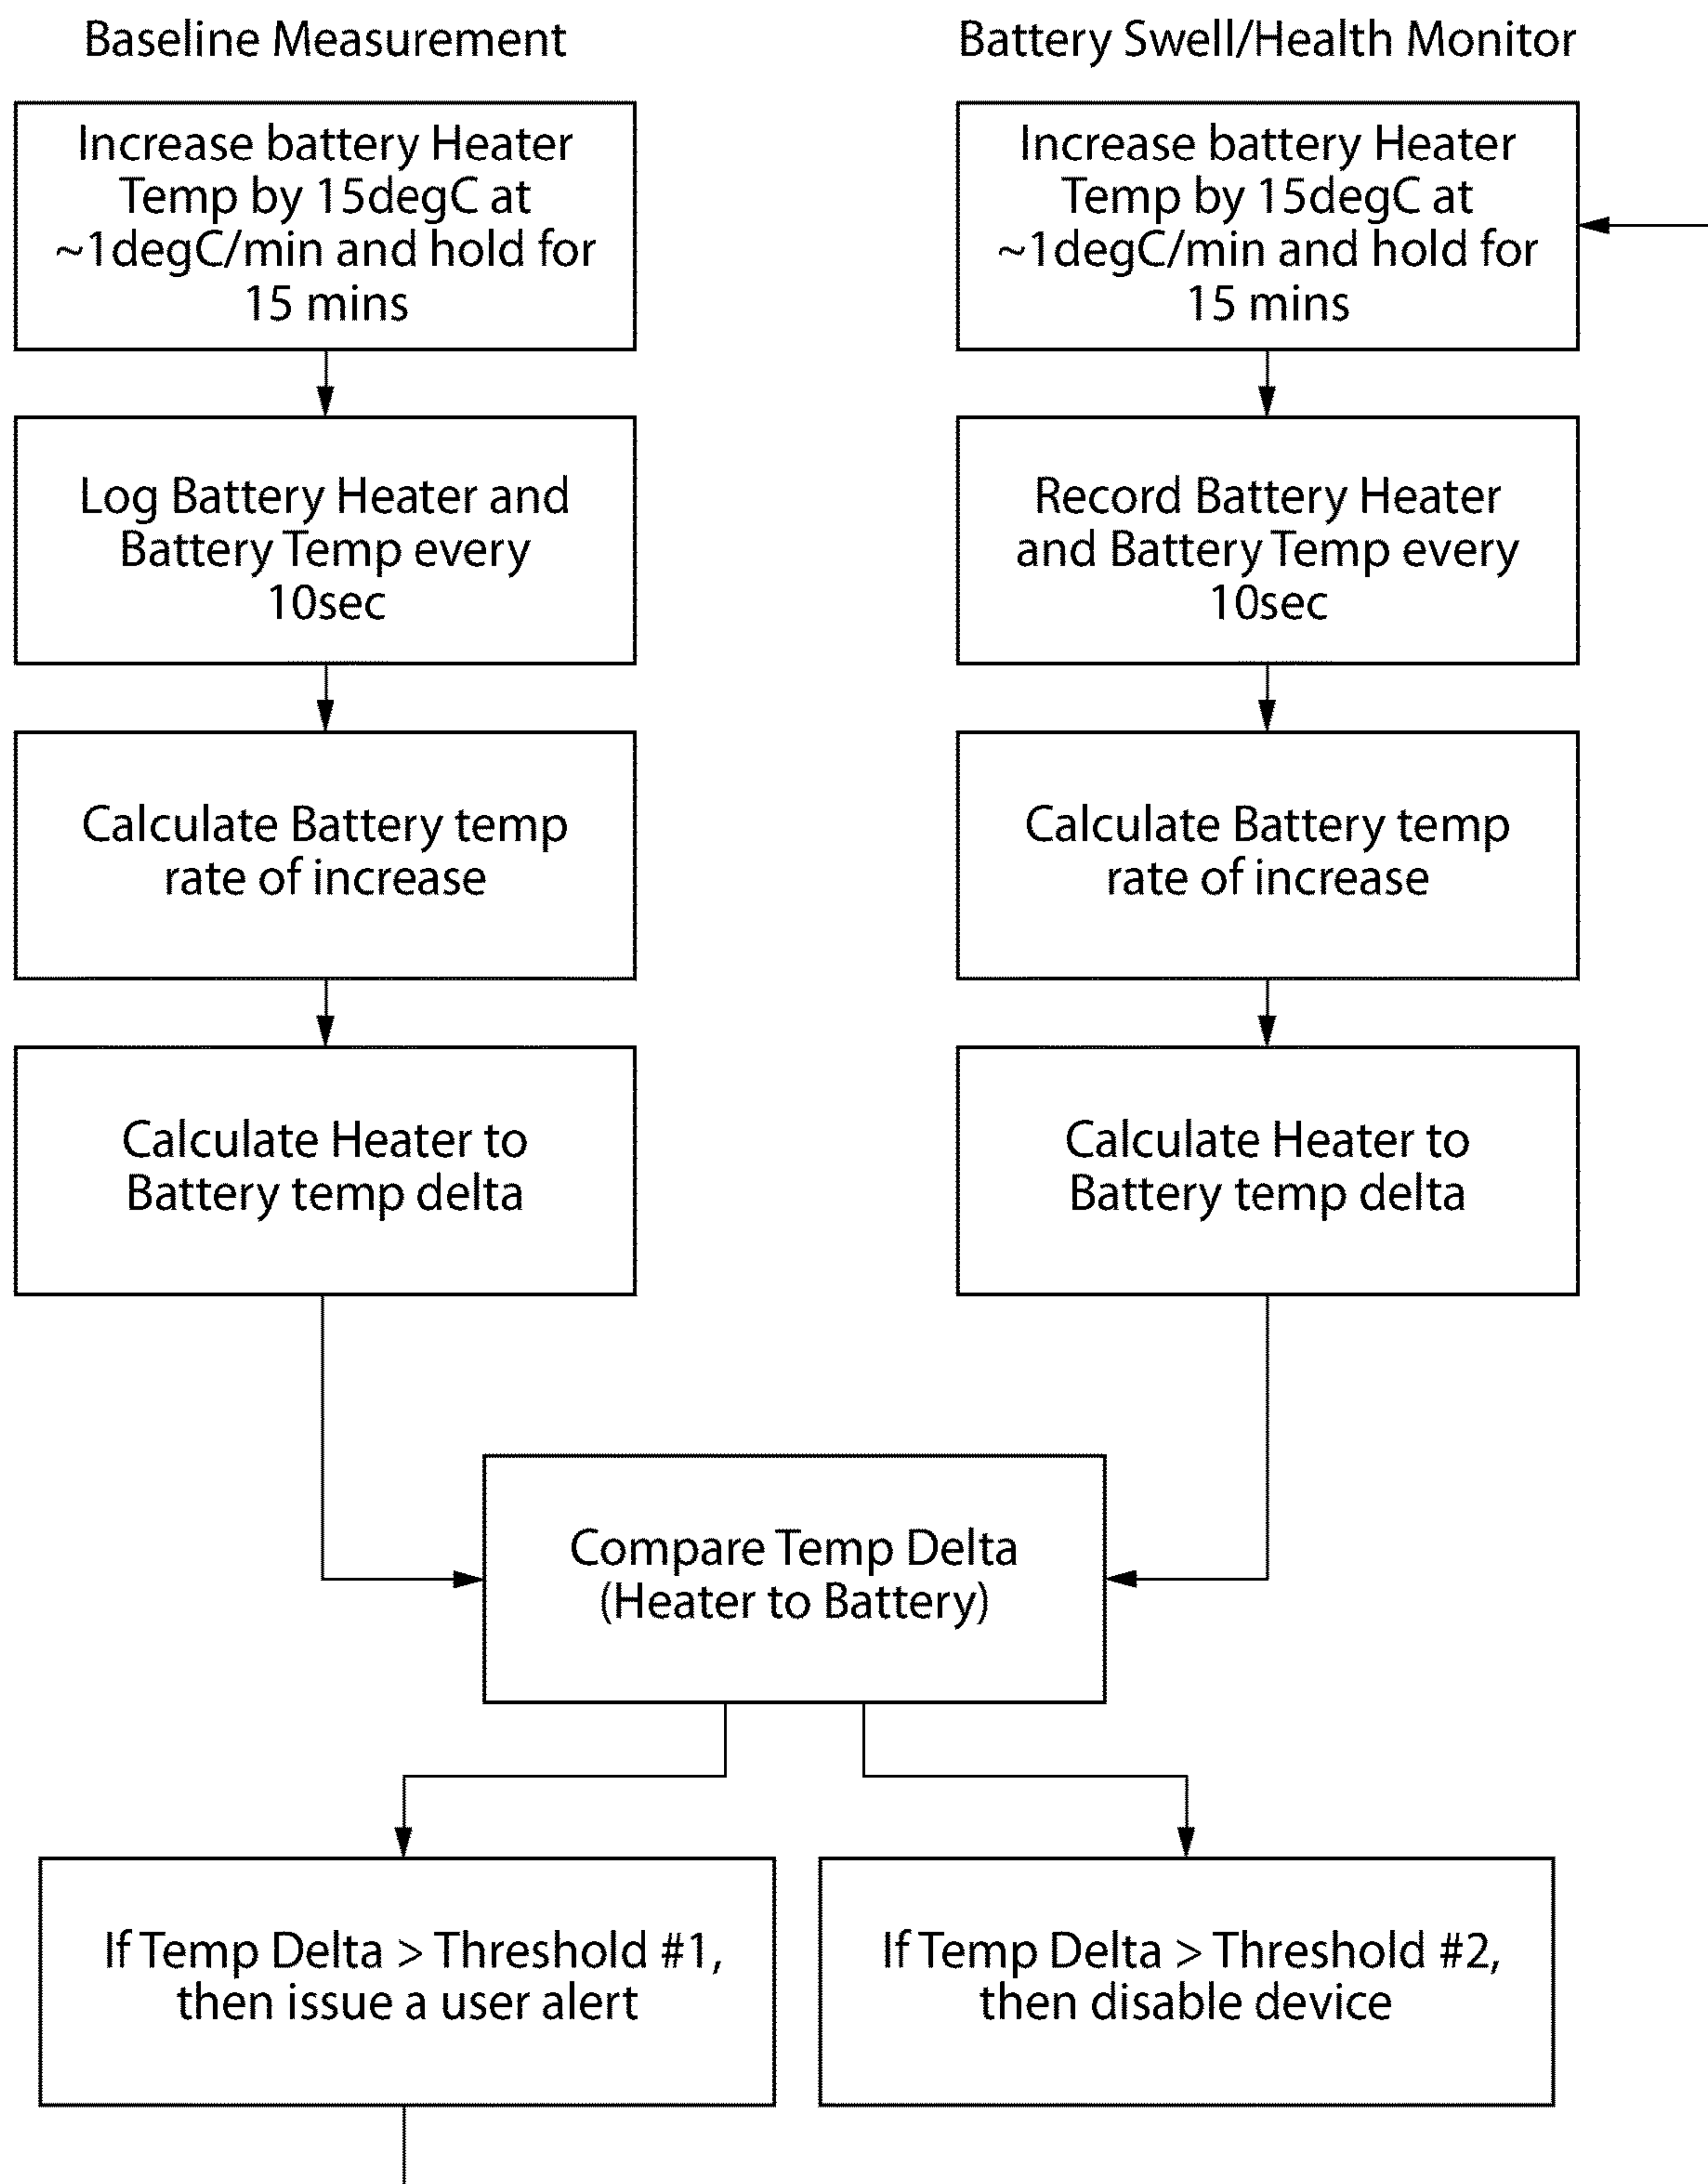 Baseline Measurement
Increase battery Heater
Temp by 15degC at
~1degC/min and hold for
15 mins
Log Battery Heater and
Battery Temp every
10sec
Calculate Battery temp
rate of increase
Calculate Heater to
Battery temp delta
Battery Swell/Health Monitor
Increase battery Heater
Temp by 15degC at
~1degC/min and hold for
15 mins
Record Battery Heater
and Battery Temp every
10sec
Calculate Battery temp
rate of increase
Calculate Heater to
Battery temp delta
Compare Temp Delta
(Heater to Battery)
If Temp Delta > Threshold #1,
then issue a user alert
If Temp Delta > Threshold #2,
then disable device